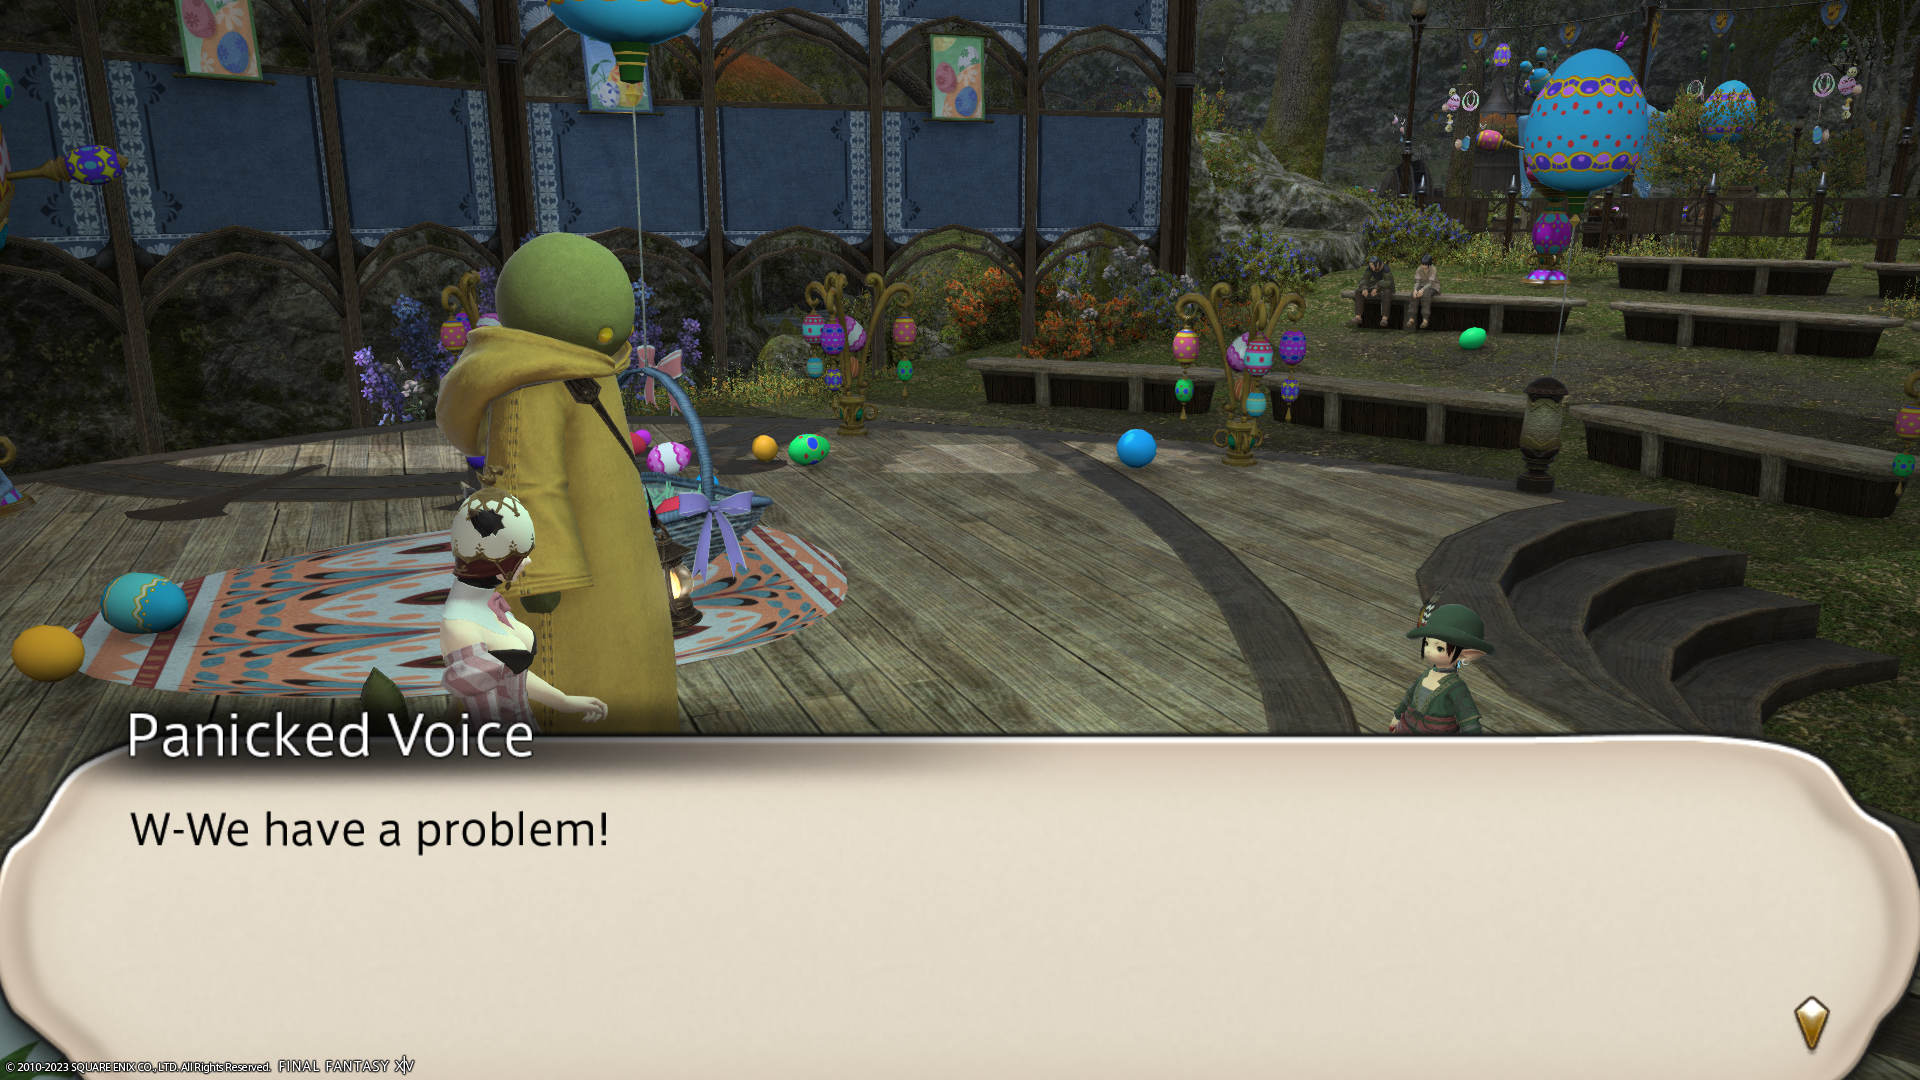 Panicked Voice
W-We have a problem!
© 2010-2023 SQUARE ENIX CO., LTD. All Rights Reserved. FINAL FANTASY XIV